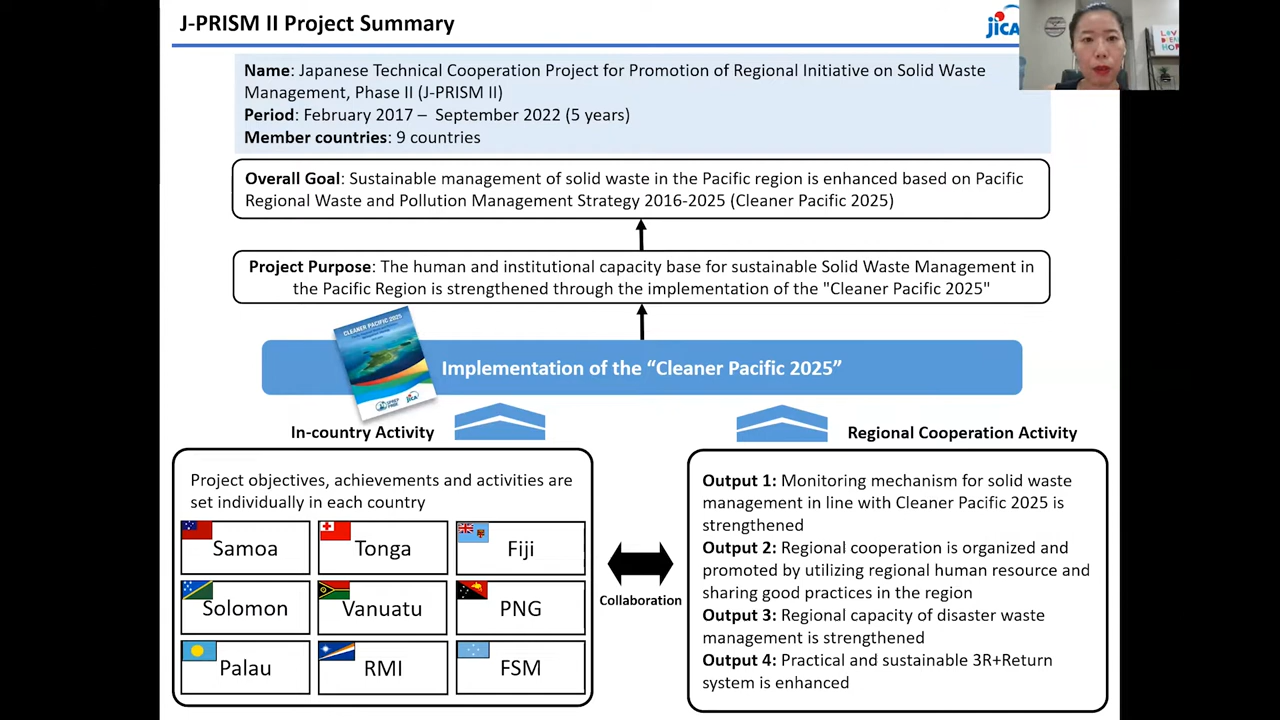 J-PRISM II Project Summary
jICA
LOV
DREAM
HOP
Name: Japanese Technical Cooperation Project for Promotion of Regional Initiative on Solid Waste
Management, Phase II (J-PRISM II)
Period: February 2017 – September 2022 (5 years)
Member countries: 9 countries
Overall Goal: Sustainable management of solid waste in the Pacific region is enhanced based on Pacific
Regional Waste and Pollution Management Strategy 2016-2025 (Cleaner Pacific 2025)
Project Purpose: The human and institutional capacity base for sustainable Solid Waste Management in
the Pacific Region is strengthened through the implementation of the "Cleaner Pacific 2025"
CLEANER PACIFIC 2025
jICA
Implementation of the “Cleaner Pacific 2025”
In-country Activity
Project objectives, achievements and activities are
set individually in each country
Samoa
Tonga
Fiji
Solomon
Vanuatu
PNG
Palau
RMI
FSM
Collaboration
Regional Cooperation Activity
Output 1: Monitoring mechanism for solid waste
management in line with Cleaner Pacific 2025 is
strengthened
Output 2: Regional cooperation is organized and
promoted by utilizing regional human resource and
sharing good practices in the region
Output 3: Regional capacity of disaster waste
management is strengthened
Output 4: Practical and sustainable 3R+Return
system is enhanced